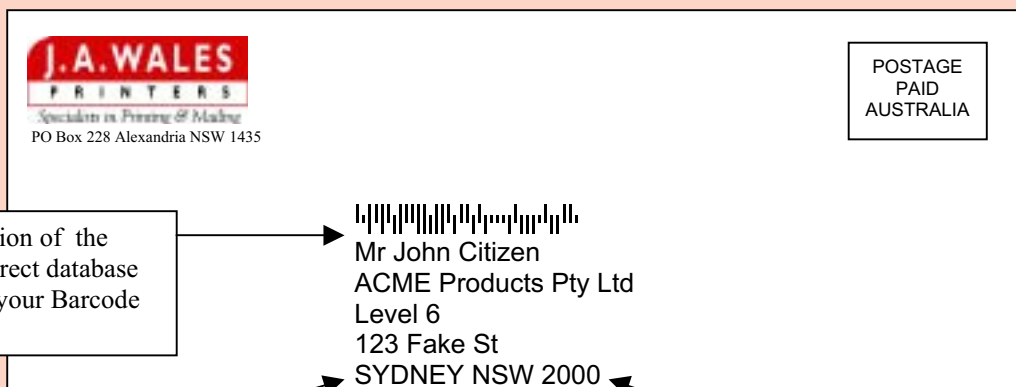 J.A.WALES
PRINTERS
Specialists in Printing & Mailing
PO Box 228 Alexandria NSW 1435
POSTAGE
PAID
AUSTRALIA
ion of the
rect database
your Barcode
Mr John Citizen
ACME Products Pty Ltd
Level 6
123 Fake St
SYDNEY NSW 2000